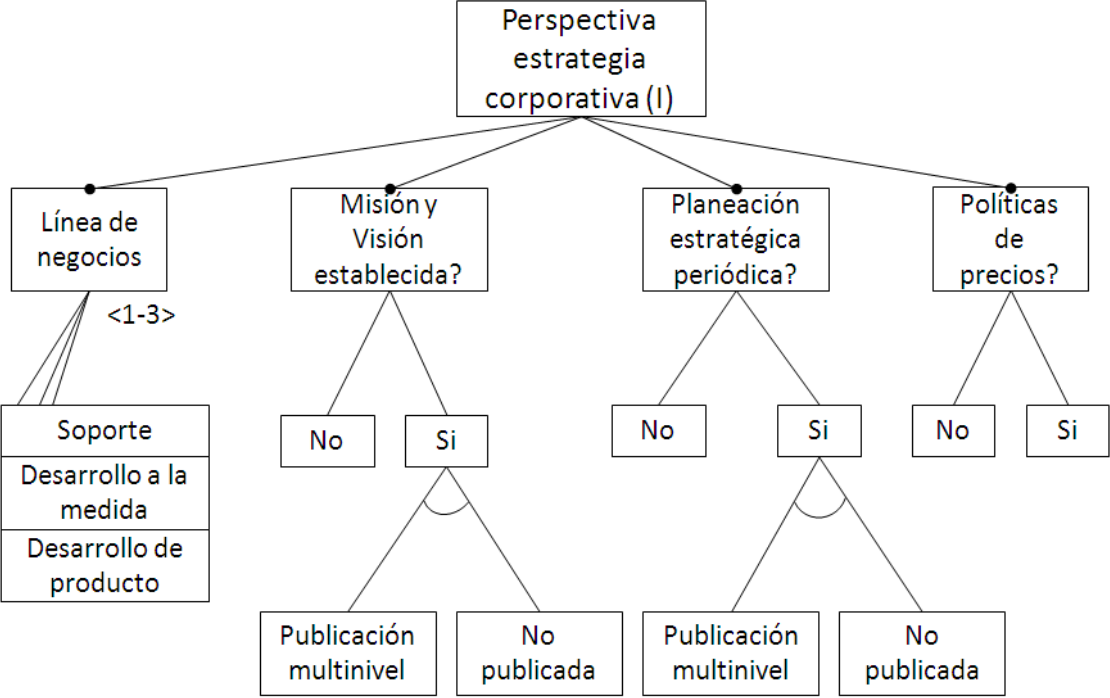 Perspectiva
estrategia
corporativa (I)
Línea de
negocios
Misión y
Visión
establecida?
Planeación
estratégica
periódica?
Políticas
de
precios?
<1-3>
Soporte
Desarrollo a la
medida
Desarrollo de
producto
No
Si
No
Si
No
Si
Publicación
multinivel
No
publicada
Publicación
multinivel
No
publicada